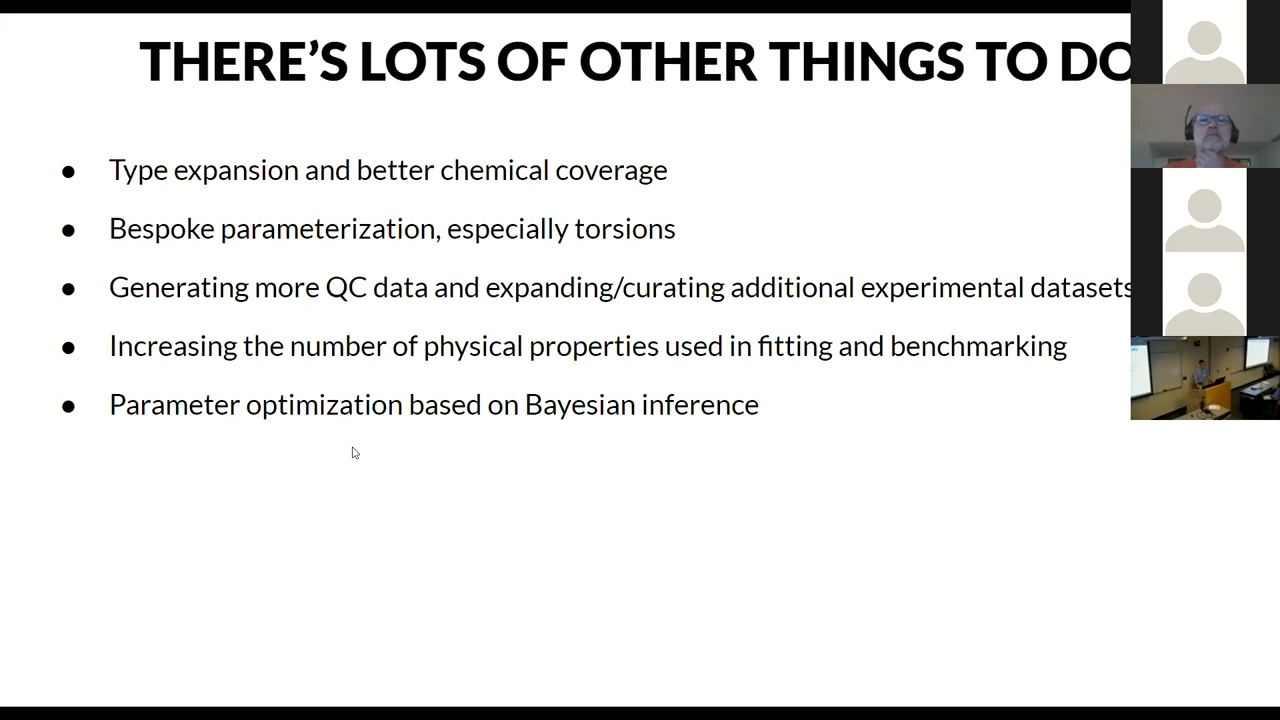 THERE’S LOTS OF OTHER THINGS TO DO
● Type expansion and better chemical coverage
● Bespoke parameterization, especially torsions
● Generating more QC data and expanding/curating additional experimental datasets
● Increasing the number of physical properties used in fitting and benchmarking
● Parameter optimization based on Bayesian inference